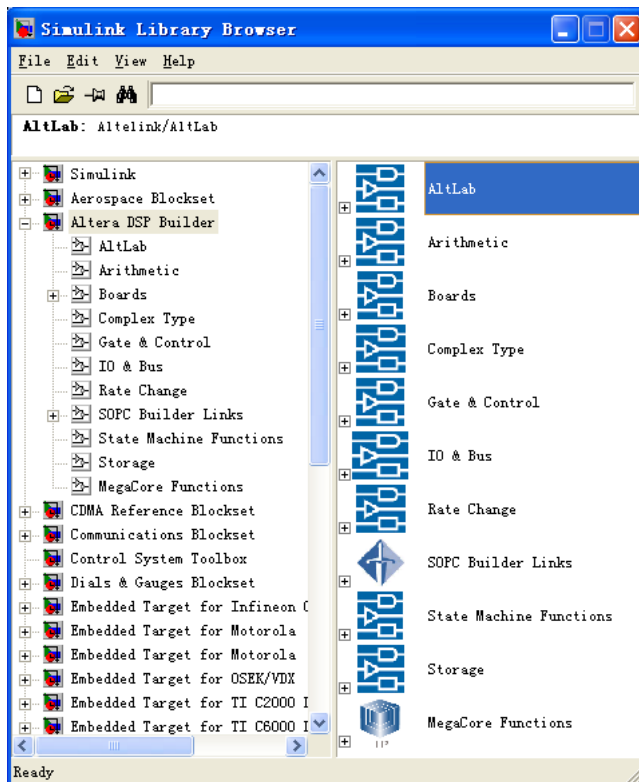 Simulink Library Browser
File Edit View Help
AltLab: Altelink/AltLab
Simulink
Aerospace Blockset
Altera DSP Builder
AltLab
Arithmetic
Boards
Complex Type
Gate & Control
IO & Bus
Rate Change
SOPC Builder Links
State Machine Functions
Storage
MegaCore Functions
CDMA Reference Blockset
Communications Blockset
Control System Toolbox
Dials & Gauges Blockset
Embedded Target for Infineon
Embedded Target for Motorola
Embedded Target for Motorola
Embedded Target for OSEK/VDX
Embedded Target for TI C2000
Embedded Target for TI C6000
AltLab
Arithmetic
Boards
Complex Type
Gate & Control
IO & Bus
Rate Change
SOPC Builder Links
State Machine Functions
Storage
MegaCore Functions
Ready